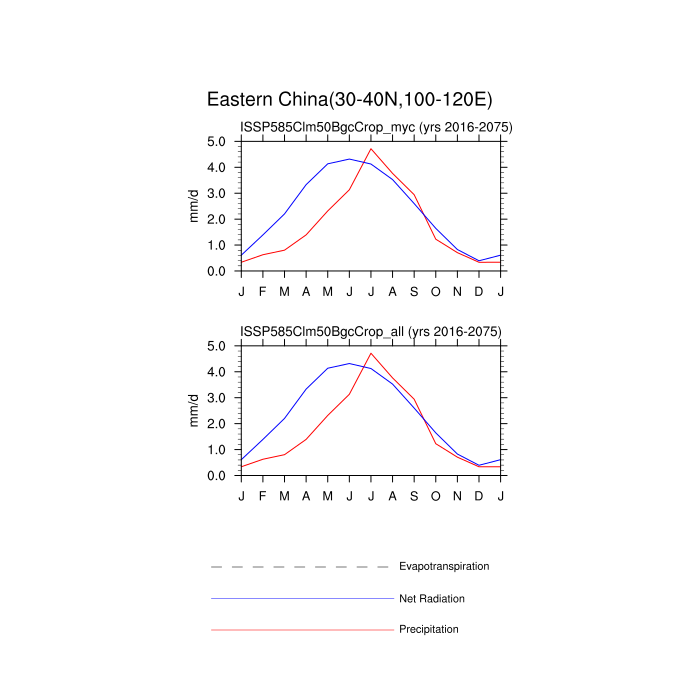 Eastern China(30-40N,100-120E)
ISSP585Clm50BgcCrop_myc (yrs 2016-2075)
5.0
4.0
3.0
2.0
1.0
0.0
mm/d
J F M A M J J A S O N D J
ISSP585Clm50BgcCrop_all (yrs 2016-2075)
5.0
4.0
3.0
2.0
1.0
0.0
mm/d
J F M A M J J A S O N D J
Evapotranspiration
Net Radiation
Precipitation